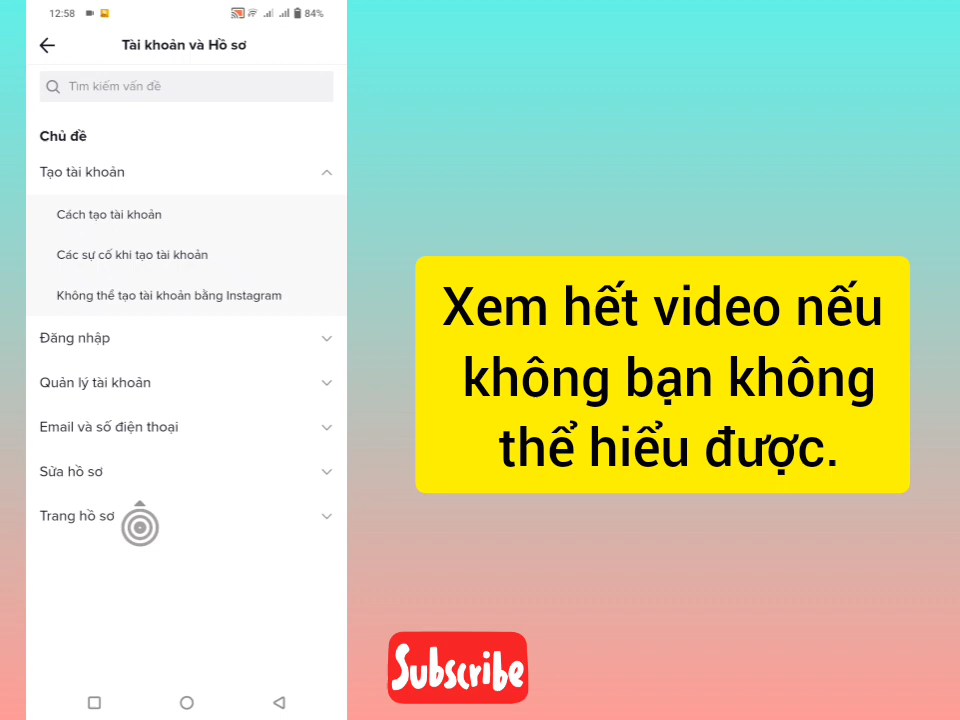 12:58
84%
Tài khoản và Hồ sơ
Tìm kiếm vấn đề
Chủ đề
Tạo tài khoản
Cách tạo tài khoản
Các sự cố khi tạo tài khoản
Không thể tạo tài khoản bằng Instagram
Đăng nhập
Quản lý tài khoản
Email và số điện thoại
Sửa hồ sơ
Trang hồ sơ
Xem hết video nếu
không bạn không
thể hiểu được.
Subscribe